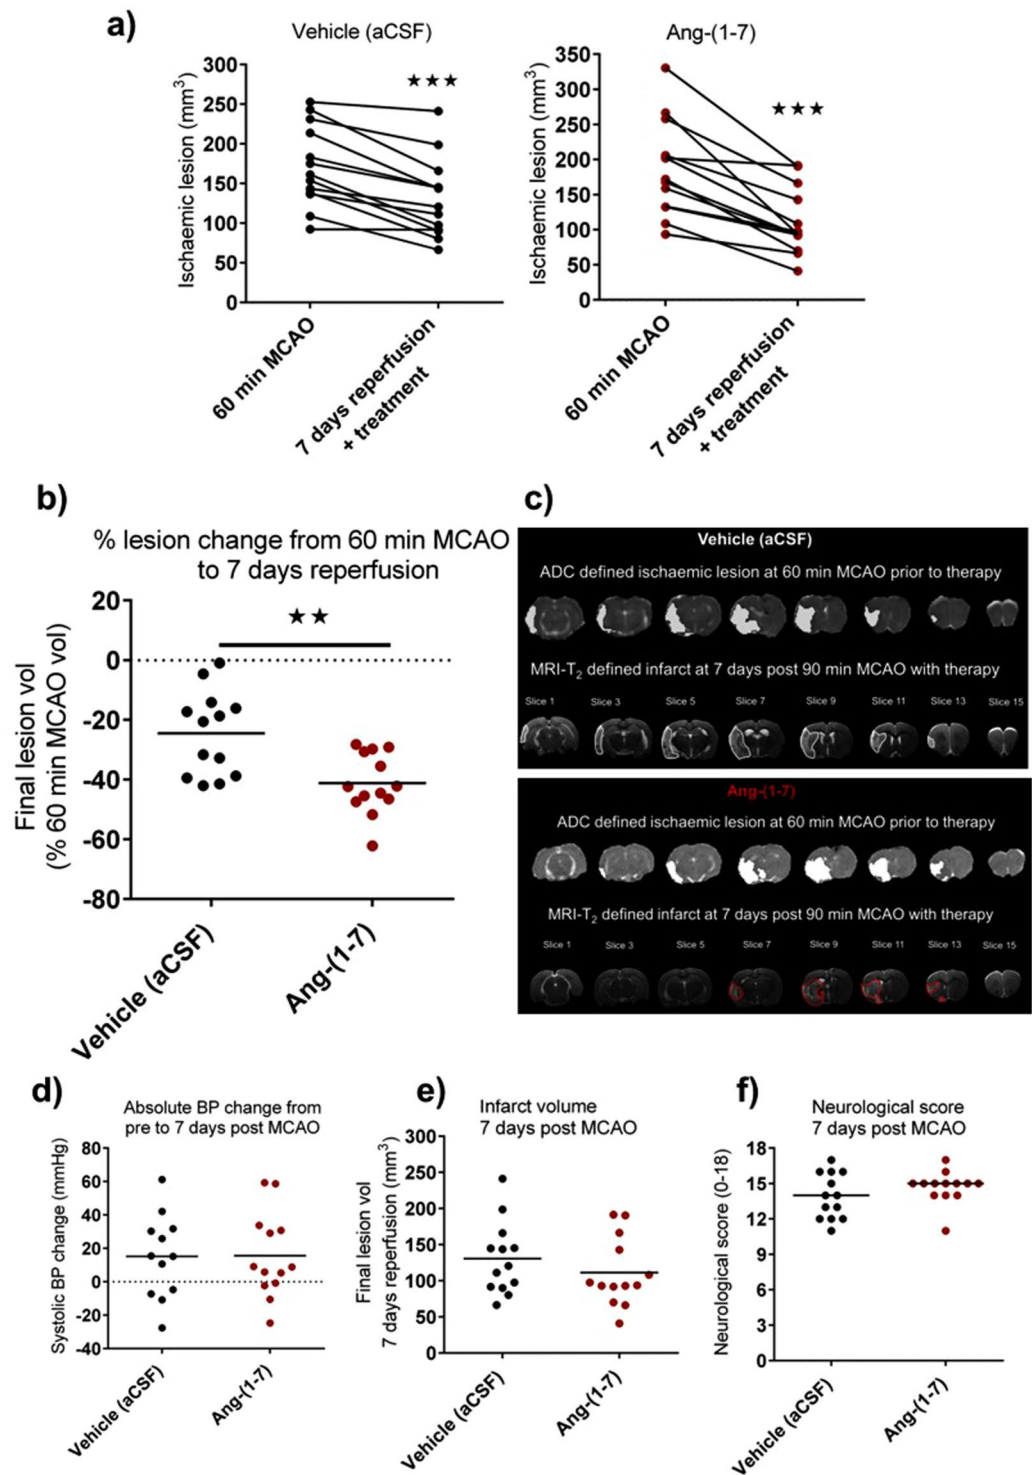 a)
Vehicle (aCSF)
Ischaemic lesion (mm³)
300
250
200
150
100
50
0
★★★
60 min MCAO
7 days reperfusion
+ treatment
Ang-(1-7)
Ischaemic lesion (mm³)
350
300
250
200
150
100
50
0
★★★
60 min MCAO
7 days reperfusion
+ treatment
b)
% lesion change from 60 min MCAO
to 7 days reperfusion
Final lesion vol
(% 60 min MCAO vol)
20
0
-20
-40
-60
-80
★★
Vehicle (aCSF)
Ang-(1-7)
c)
Vehicle (aCSF)
ADC defined ischaemic lesion at 60 min MCAO prior to therapy
MRI-T₂ defined infarct at 7 days post 90 min MCAO with therapy
Slice 1 Slice 3 Slice 5 Slice 7 Slice 9 Slice 11 Slice 13 Slice 15
Ang-(1-7)
ADC defined ischaemic lesion at 60 min MCAO prior to therapy
MRI-T₂ defined infarct at 7 days post 90 min MCAO with therapy
Slice 1 Slice 3 Slice 5 Slice 7 Slice 9 Slice 11 Slice 13 Slice 15
d)
Absolute BP change from
pre to 7 days post MCAO
Systolic BP change (mmHg)
80
60
40
20
0
-20
-40
Vehicle (aCSF)
Ang-(1-7)
e)
Infarct volume
7 days post MCAO
Final lesion vol
7 days reperfusion (mm³)
300
250
200
150
100
50
0
Vehicle (aCSF)
Ang-(1-7)
f)
Neurological score
7 days post MCAO
Neurological score (0-18)
18
15
12
9
6
3
0
Vehicle (aCSF)
Ang-(1-7)